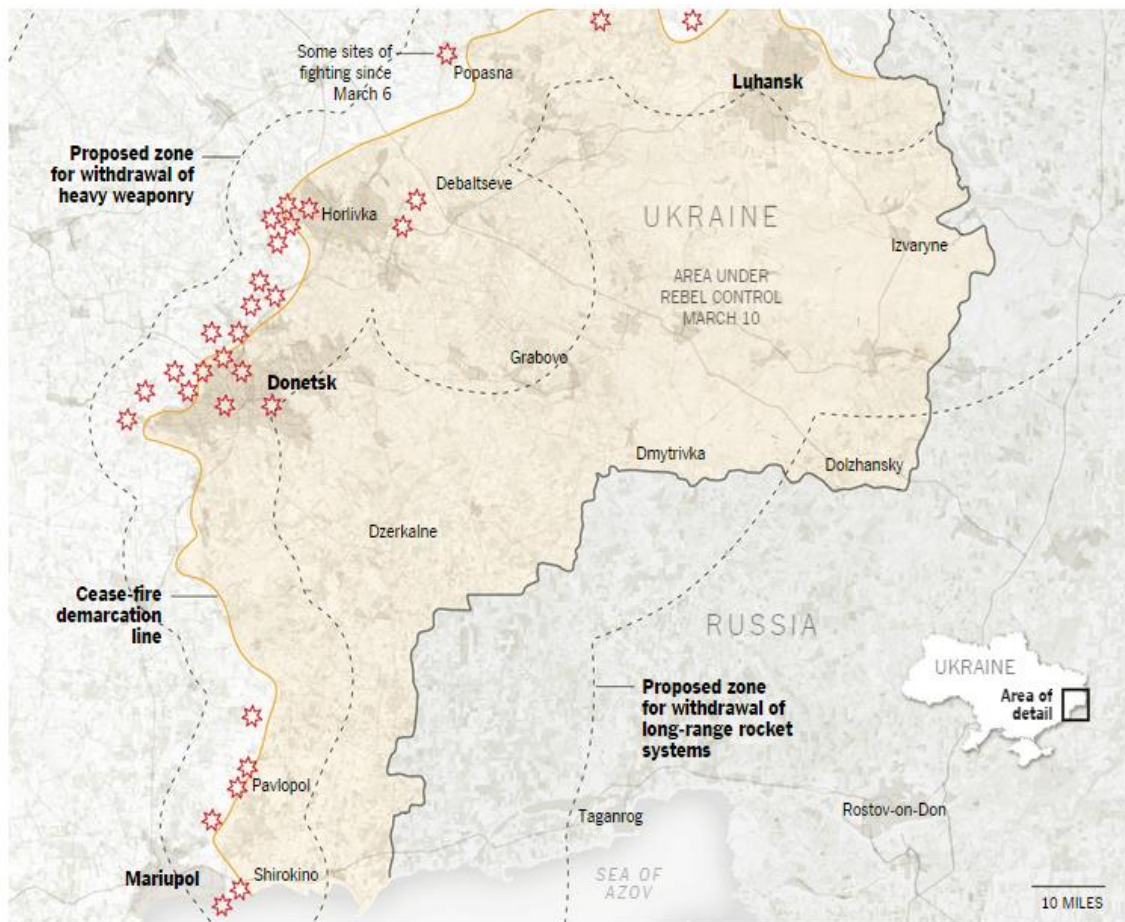 Some sites of
fighting since
March 6
Popasna
Luhansk
Proposed zone
for withdrawal of
heavy weaponry
Debaltseve
Horlivka
UKRAINE
Izvaryne
AREA UNDER
REBEL CONTROL
MARCH 10
Grabovo
Donetsk
Dmytrivka
Dolzhansky
Dzerkalne
Cease-fire
demarcation
line
RUSSIA
UKRAINE
Area of
detail
Proposed zone
for withdrawal of
long-range rocket
systems
Pavlopol
Taganrog
Rostov-on-Don
Mariupol
Shirokino
SEA OF
AZOV
10 MILES